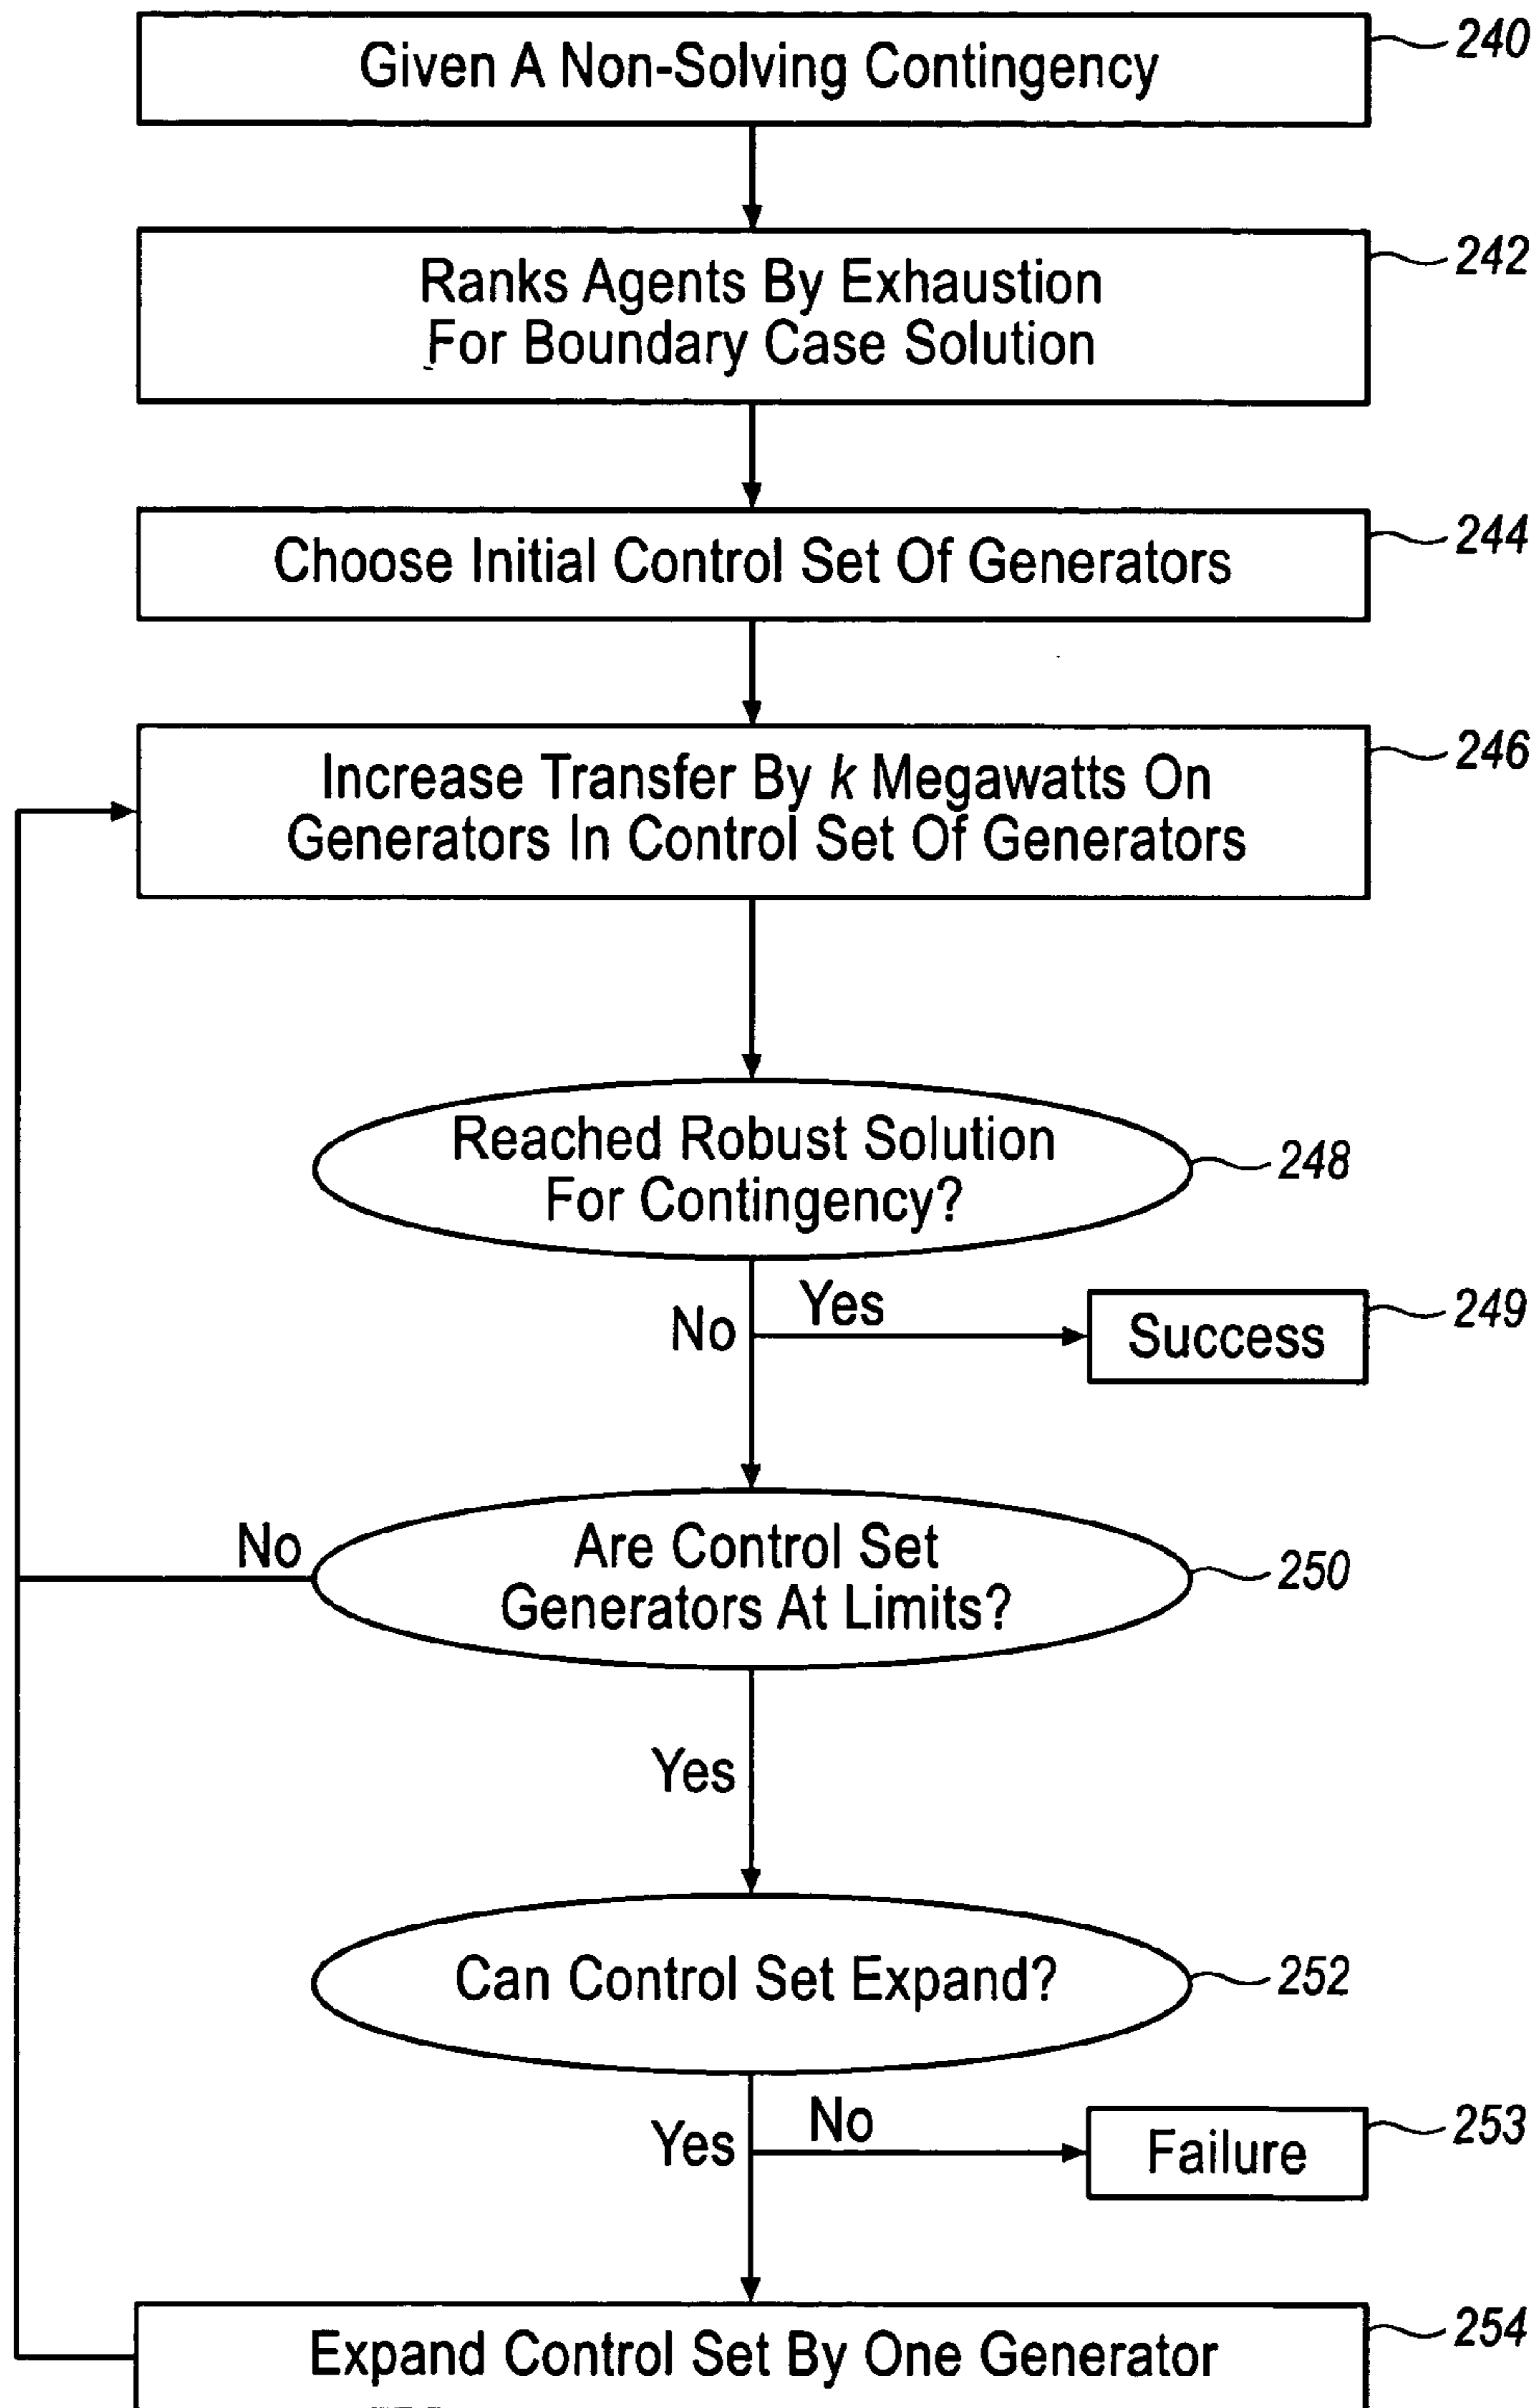 Given A Non-Solving Contingency
240
Ranks Agents By Exhaustion
For Boundary Case Solution
242
Choose Initial Control Set Of Generators
244
Increase Transfer By k Megawatts On
Generators In Control Set Of Generators
246
Reached Robust Solution
For Contingency?
248
No
Yes
Success
249
No
Are Control Set
Generators At Limits?
250
Yes
Can Control Set Expand?
252
Yes
No
Failure
253
Expand Control Set By One Generator
254